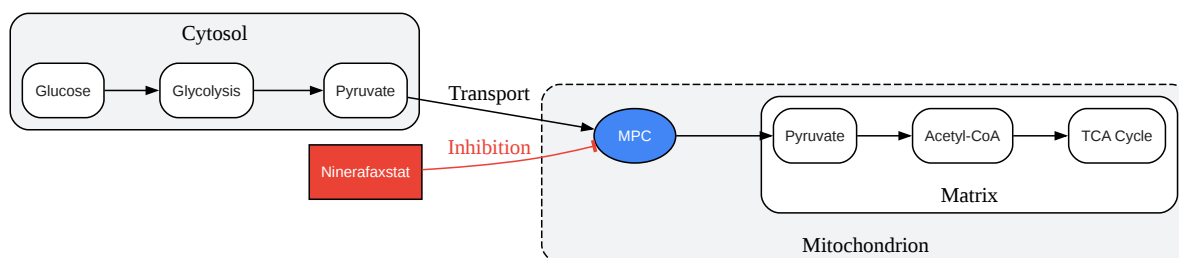 Cytosol
Glucose
Glycolysis
Pyruvate
Transport
Inhibition
Ninerafaxstat
MPC
Pyruvate
Acetyl-CoA
TCA Cycle
Matrix
Mitochondrion